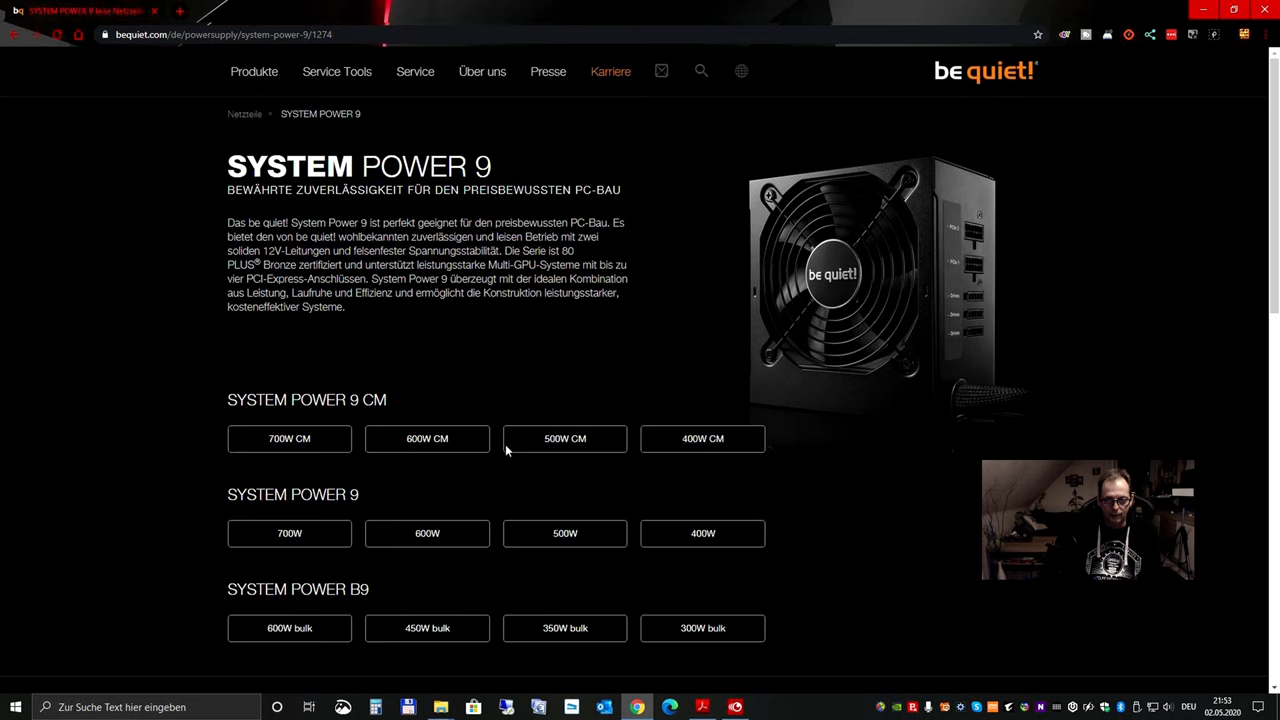 SYSTEM POWER 9 leise Netzteile
bequiet.com/de/powersupply/system-power-9/1274
Produkte
Service Tools
Service
Über uns
Presse
Karriere
be quiet!
Netzteile
SYSTEM POWER 9
SYSTEM POWER 9
BEWÄHRTE ZUVERLÄSSIGKEIT FÜR DEN PREISBEWUSSTEN PC-BAU
Das be quiet! System Power 9 ist perfekt geeignet für den preisbewussten PC-Bau. Es
bietet den von be quiet! wohlbekannten zuverlässigen und leisen Betrieb mit zwei
soliden 12V-Leitungen und felsenfester Spannungsstabilität. Die Serie ist 80
PLUS® Bronze zertifiziert und unterstützt leistungsstarke Multi-GPU-Systeme mit bis zu
vier PCI-Express-Anschlüssen. System Power 9 überzeugt mit der idealen Kombination
aus Leistung, Laufruhe und Effizienz und ermöglicht die Konstruktion leistungsstarker,
kosteneffektiver Systeme.
be quiet!
SYSTEM POWER 9 CM
700W CM
600W CM
500W CM
400W CM
SYSTEM POWER 9
700W
600W
500W
400W
SYSTEM POWER B9
600W bulk
450W bulk
350W bulk
300W bulk
Zur Suche Text hier eingeben
DEU
21:53
02.05.2020